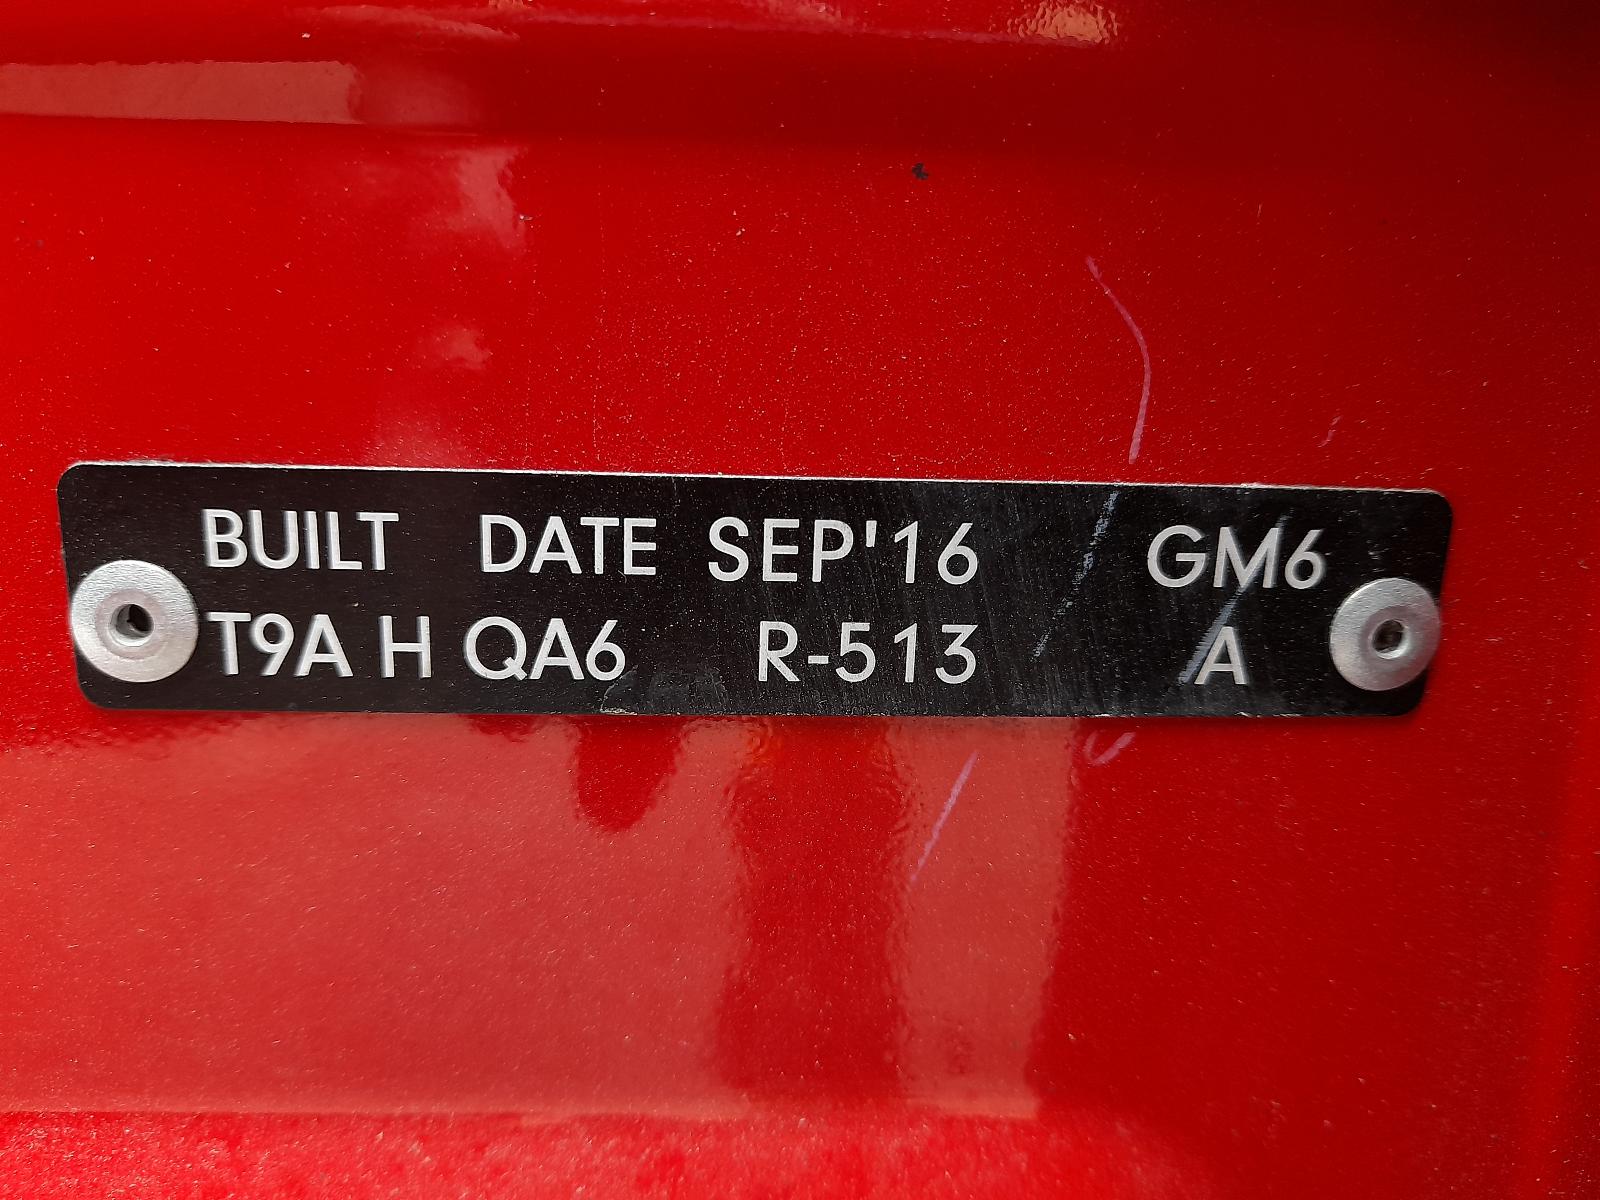 BUILT DATE SEP'16 GM6
T9A H QA6 R-513 A